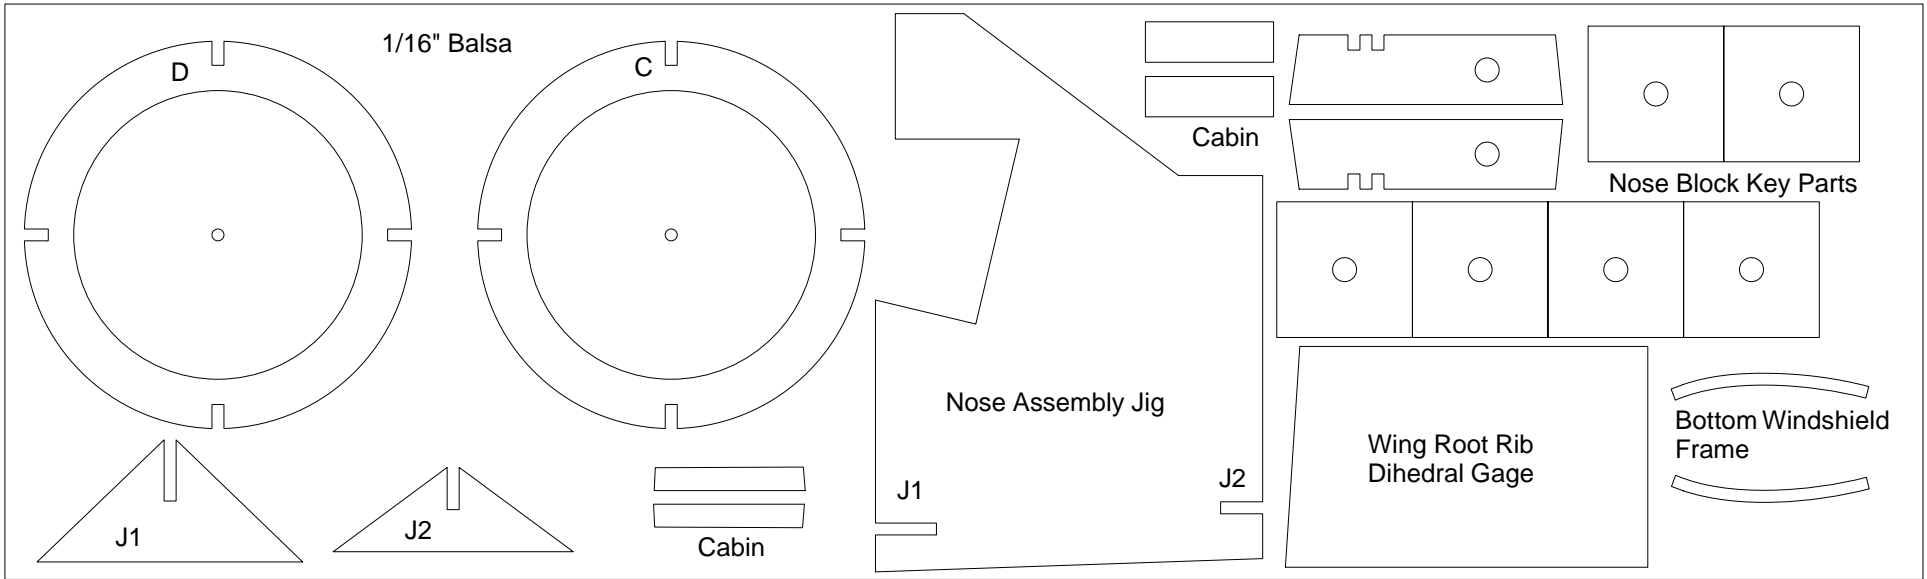 1/16" Balsa
D
C
Cabin
Nose Block Key Parts
Nose Assembly Jig
Wing Root Rib
Dihedral Gage
Bottom Windshield
Frame
J1
J2
Cabin
J1
J2